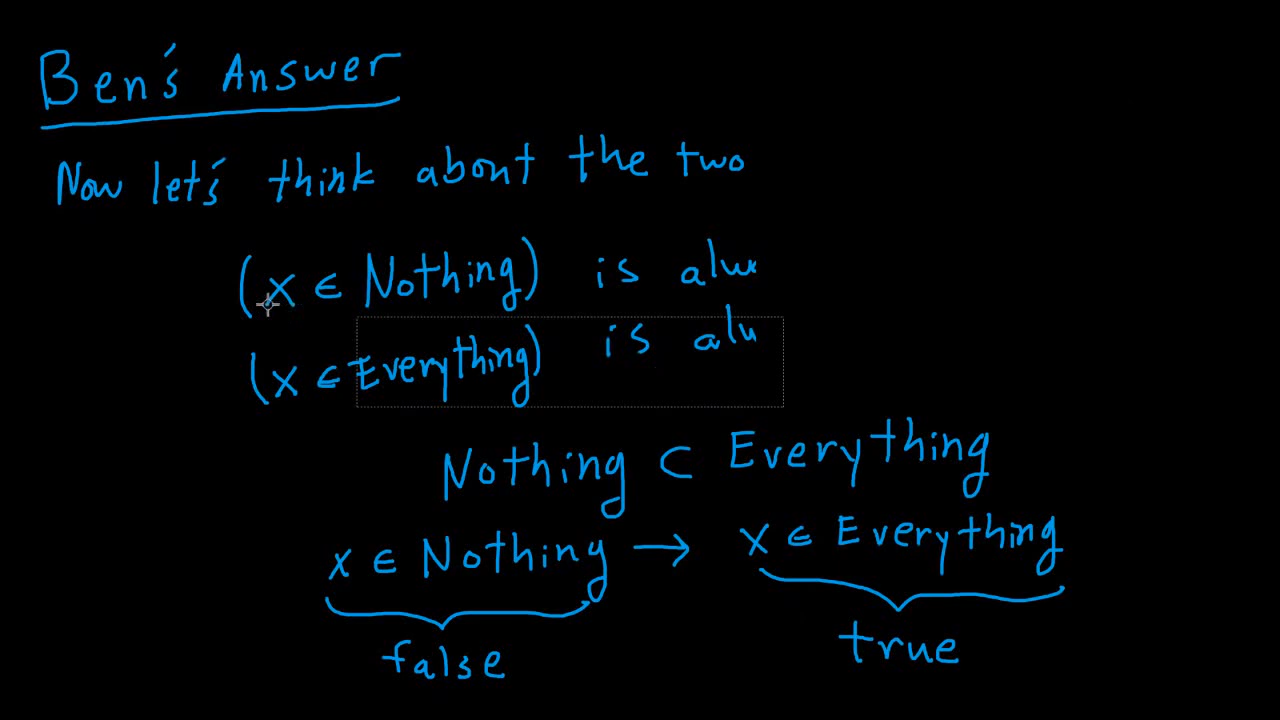 Ben's Answer
Now let's think about the two
(x ∈ Nothing) is alw
(x ∈ Everything) is alw
Nothing ⊂ Everything
x ∈ Nothing → x ∈ Everything
false true